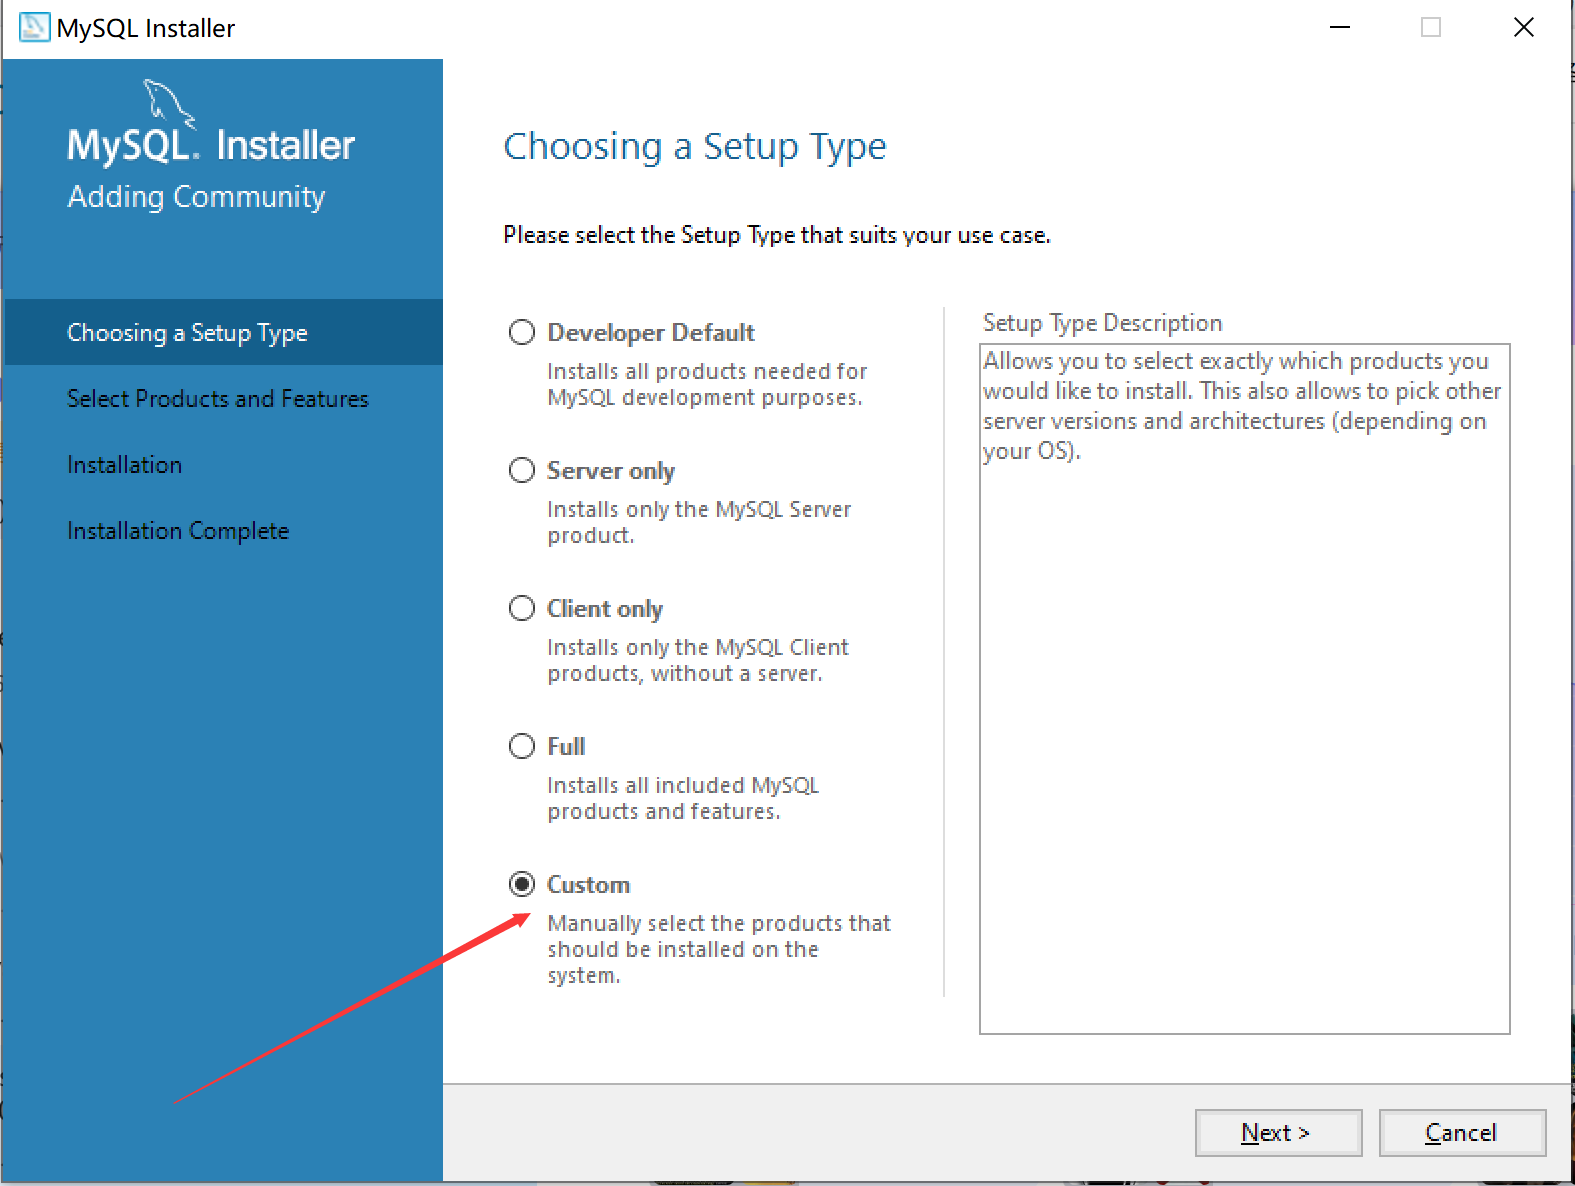 MySQL Installer
MySQL. Installer
Adding Community
Choosing a Setup Type
Select Products and Features
Installation
Installation Complete
Choosing a Setup Type
Please select the Setup Type that suits your use case.
Developer Default
Installs all products needed for
MySQL development purposes.
Server only
Installs only the MySQL Server
product.
Client only
Installs only the MySQL Client
products, without a server.
Full
Installs all included MySQL
products and features.
Custom
Manually select the products that
should be installed on the
system.
Setup Type Description
Allows you to select exactly which products you
would like to install. This also allows to pick other
server versions and architectures (depending on
your OS).
Next >
Cancel